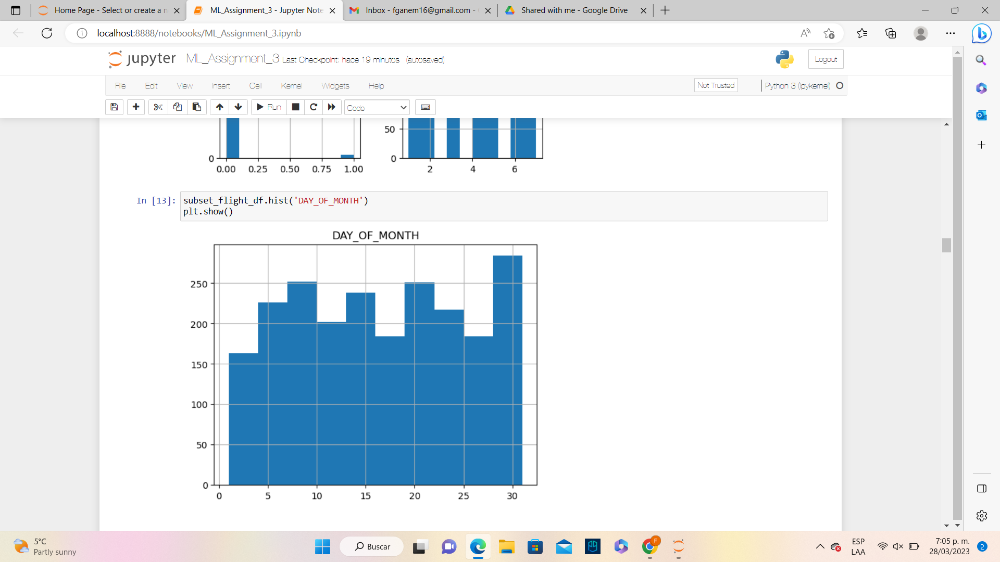 Home Page - Select or create a n
ML_Assignment_3 - Jupyter Note
Inbox - fganem16@gmail.com -
Shared with me - Google Drive
localhost:8888/notebooks/ML_Assignment_3.ipynb
jupyter ML_Assignment_3 Last Checkpoint: hace 19 minutos (autosaved)
Logout
File Edit View Insert Cell Kernel Widgets Help
Not Trusted
Python 3 (ipykernel)
Run
Code
0
0.00 0.25 0.50 0.75 1.00
50
0
2 4 6
In [13]: subset_flight_df.hist('DAY_OF_MONTH')
plt.show()
DAY_OF_MONTH
250
200
150
100
50
0
0 5 10 15 20 25 30
5°C
Partly sunny
Buscar
PG
F
ESP
LAA
7:05 p. m.
28/03/2023
2